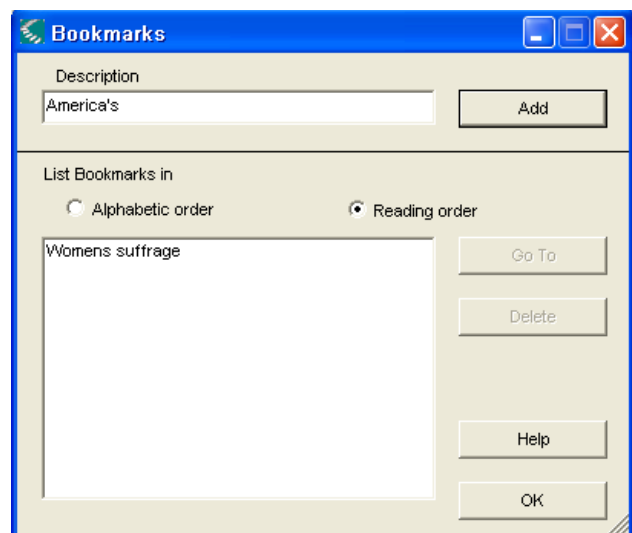 Bookmarks
Description
America's
Add
List Bookmarks in
Alphabetic order
Reading order
Womens suffrage
Go To
Delete
Help
OK